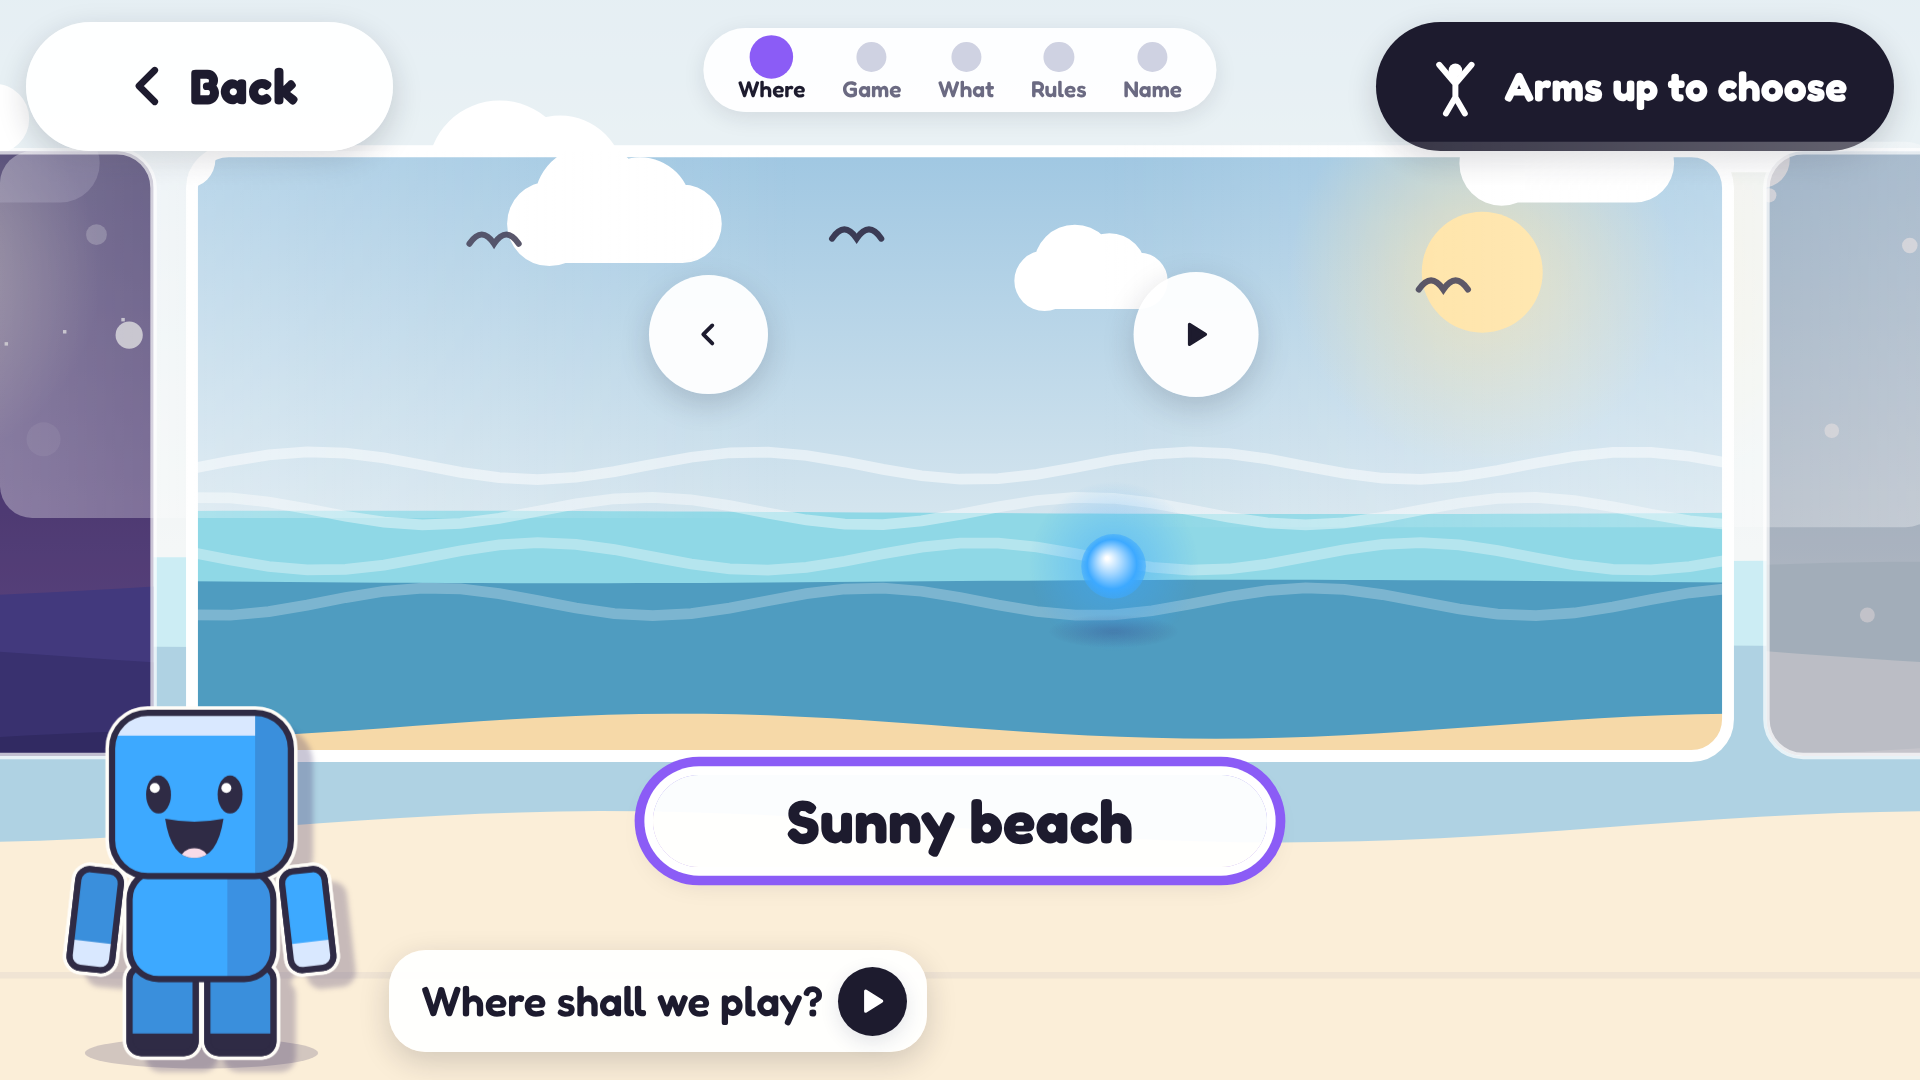 Back
Where
Game
What
Rules
Name
Arms up to choose
Sunny beach
Where shall we play?